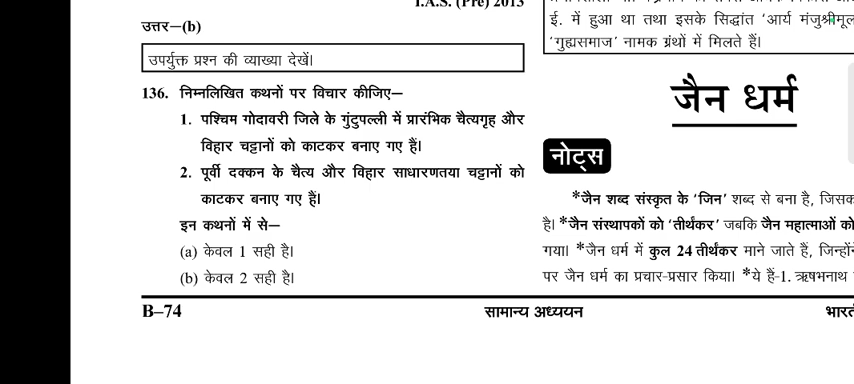 I.A.S. (Pre) 2013
उत्तर—(b)
उपर्युक्त प्रश्न की व्याख्या देखें।
136. निम्नलिखित कथनों पर विचार कीजिए—
1. पश्चिम गोदावरी जिले के गुंटुपल्ली में प्रारंभिक चैत्यगृह और
विहार चट्टानों को काटकर बनाए गए हैं।
2. पूर्वी दक्कन के चैत्य और विहार साधारणतया चट्टानों को
काटकर बनाए गए हैं।
इन कथनों में से—
(a) केवल 1 सही है।
(b) केवल 2 सही है।
ई. में हुआ था तथा इसके सिद्धांत 'आर्य मंजुश्रीमूल
'गुह्यसमाज' नामक ग्रंथों में मिलते हैं।
जैन धर्म
नोट्स
*जैन शब्द संस्कृत के 'जिन' शब्द से बना है, जिसक
है। *जैन संस्थापकों को 'तीर्थंकर' जबकि जैन महात्माओं को
गया। *जैन धर्म में कुल 24 तीर्थंकर माने जाते हैं, जिन्होंने
पर जैन धर्म का प्रचार-प्रसार किया। *ये हैं-1. ऋषभनाथ
B–74
सामान्य अध्ययन
भारती